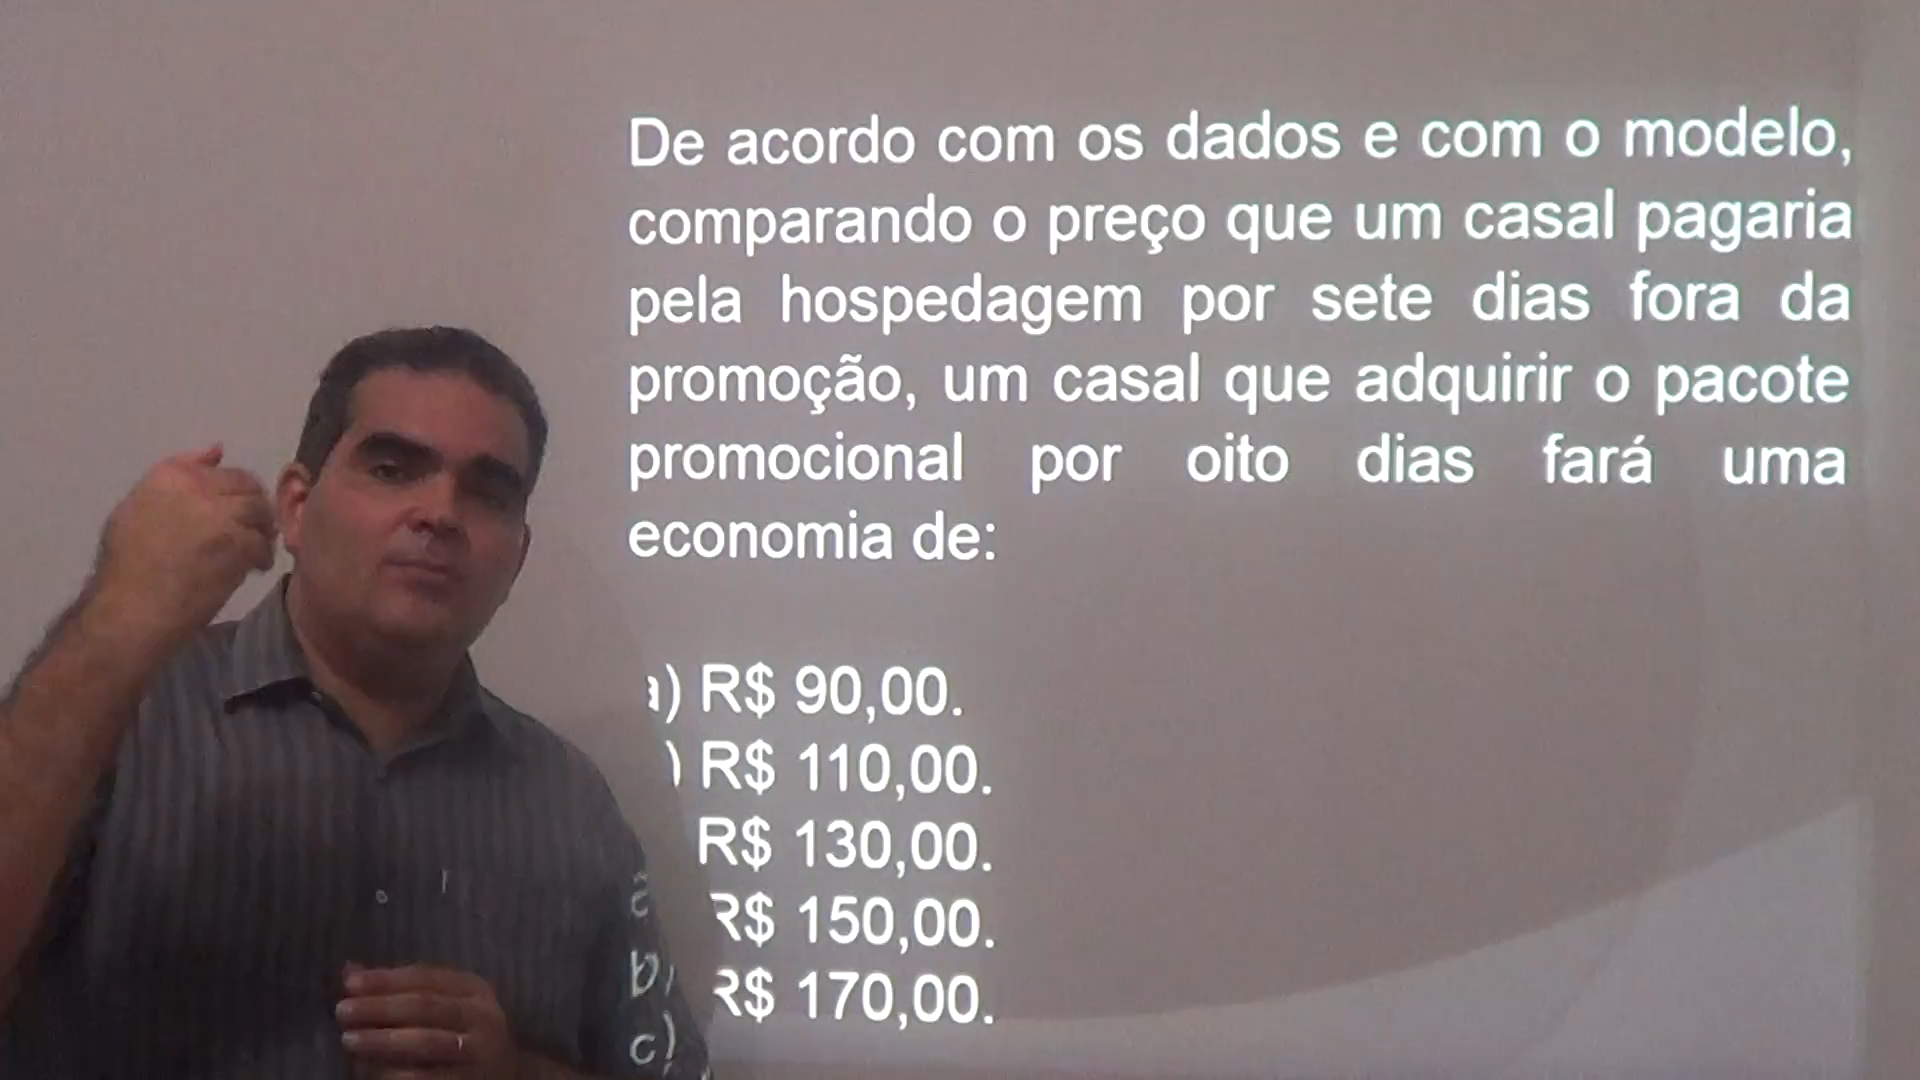 De acordo com os dados e com o modelo,
comparando o preço que um casal pagaria
pela hospedagem por sete dias fora da
promoção, um casal que adquirir o pacote
promocional por oito dias fará uma
economia de:
a) R$ 90,00.
) R$ 110,00.
R$ 130,00.
R$ 150,00.
R$ 170,00.
b)
c)